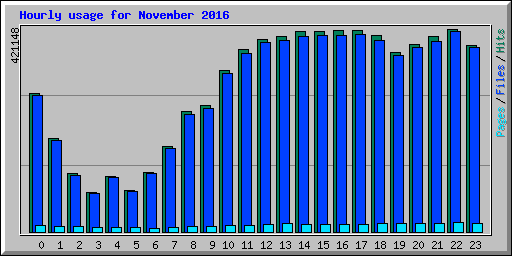 Hourly usage for November 2016
421148
Pages/Files/Hits
0 1 2 3 4 5 6 7 8 9 10 11 12 13 14 15 16 17 18 19 20 21 22 23